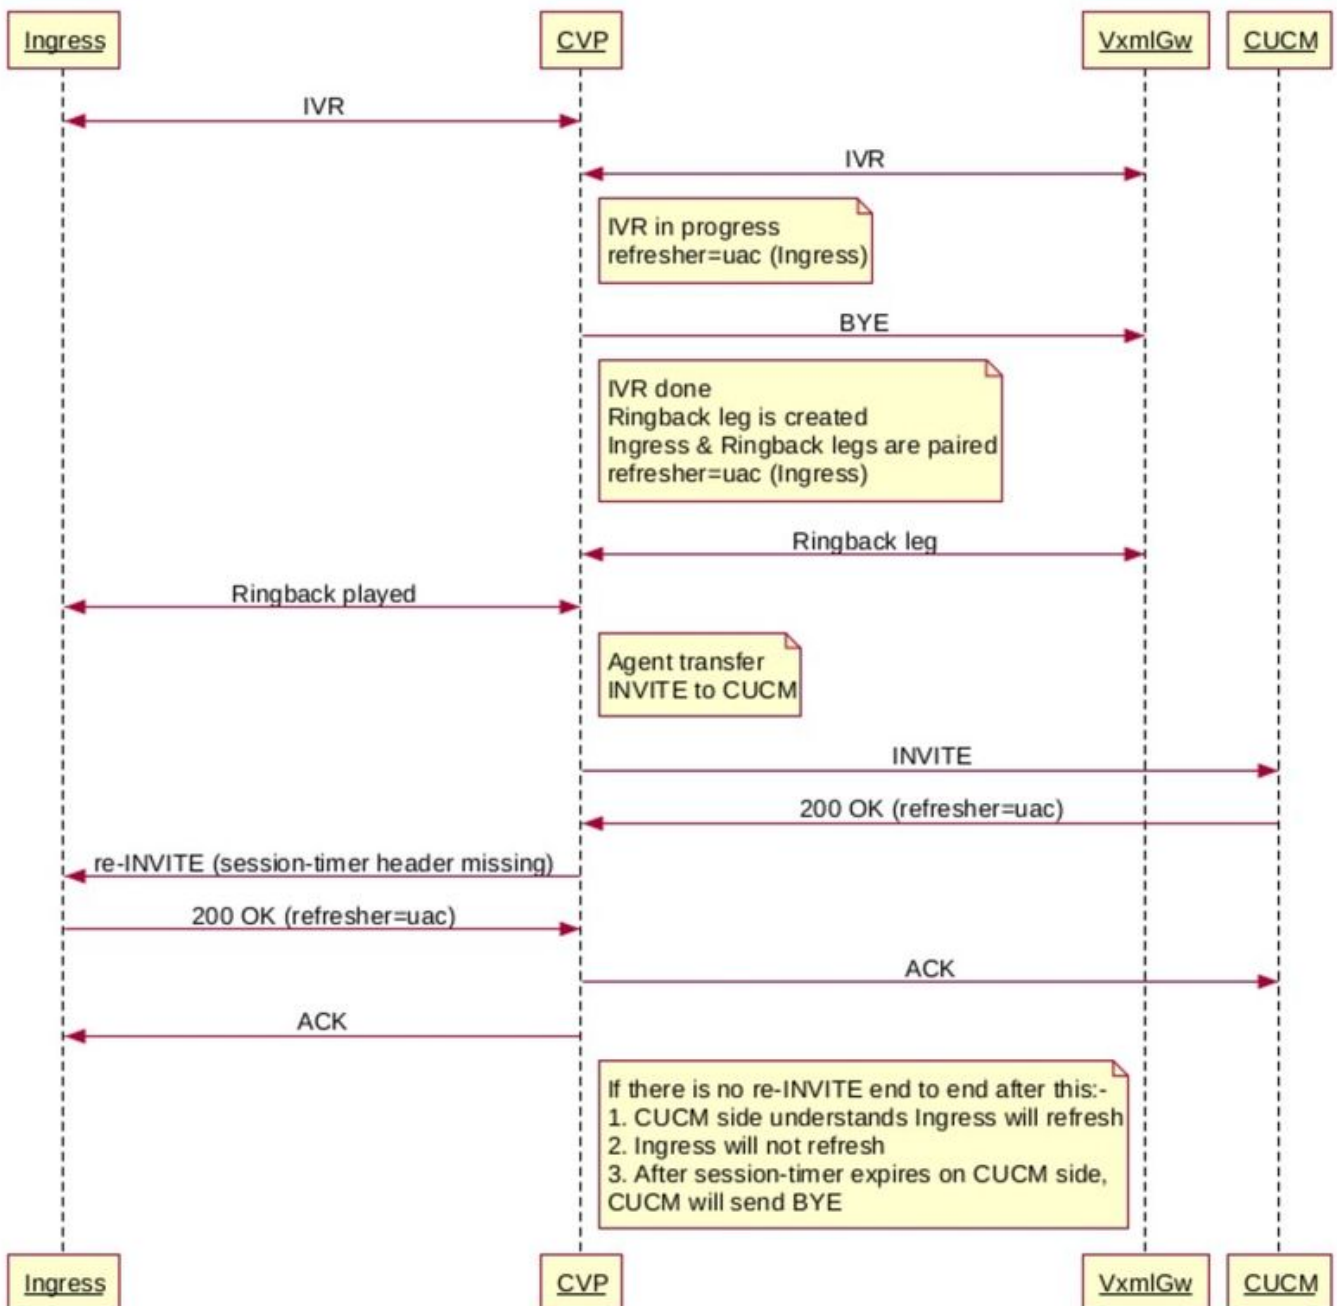 Ingress
CVP
VxmlGw
CUCM
IVR
IVR
IVR in progress
refresher=uac (Ingress)
BYE
IVR done
Ringback leg is created
Ingress & Ringback legs are paired
refresher=uac (Ingress)
Ringback leg
Ringback played
Agent transfer
INVITE to CUCM
INVITE
200 OK (refresher=uac)
re-INVITE (session-timer header missing)
200 OK (refresher=uac)
ACK
ACK
If there is no re-INVITE end to end after this:-
1. CUCM side understands Ingress will refresh
2. Ingress will not refresh
3. After session-timer expires on CUCM side,
CUCM will send BYE
Ingress
CVP
VxmlGw
CUCM